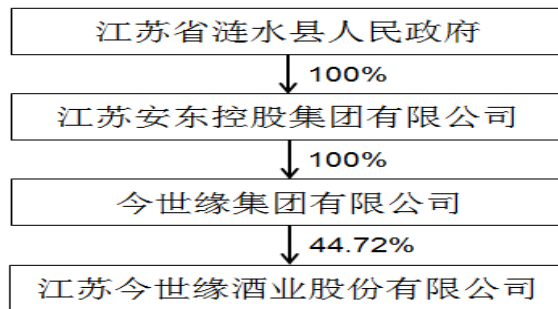 江苏省涟水县人民政府
100%
江苏安东控股集团有限公司
100%
今世缘集团有限公司
44.72%
江苏今世缘酒业股份有限公司